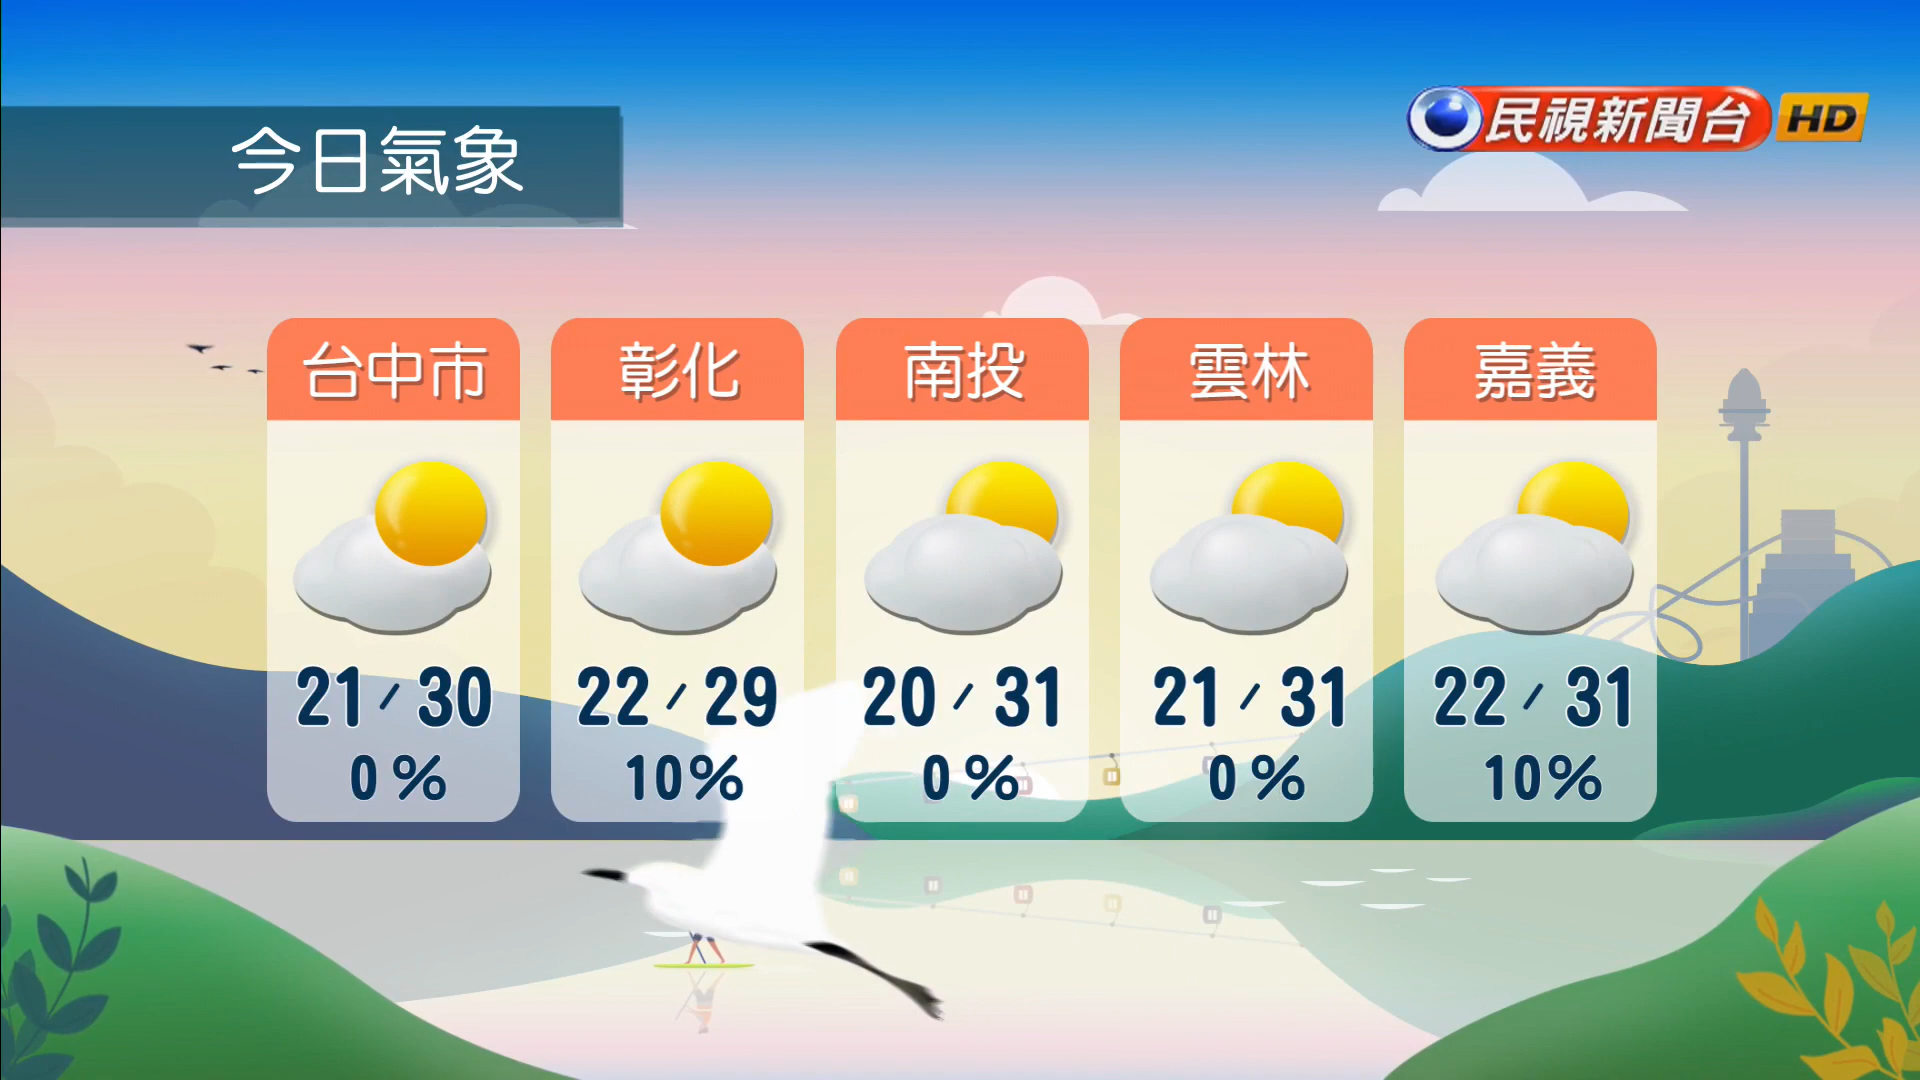 民視新聞台 HD
今日氣象
台中市 彰化 南投 雲林 嘉義
21/30 22/29 20/31 21/31 22/31
0% 10% 0% 0% 10%